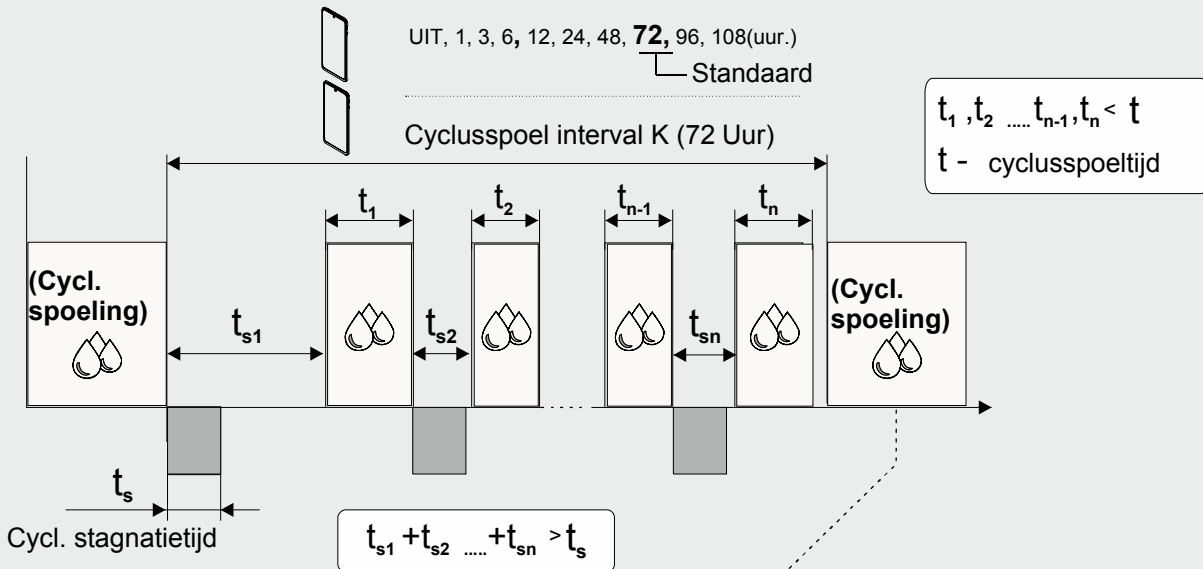 UIT, 1, 3, 6, 12, 24, 48, 72, 96, 108(uur.)
Standaard
Cyclusspoel interval K (72 Uur)
t1 ,t2 ..... tn-1,tn < t
t - cyclusspoeltijd
t1
t2
tn-1
tn
(Cycl.
spoeling)
ts1
ts2
tsn
(Cycl.
spoeling)
ts
Cycl. stagnatietijd
ts1 +ts2 ..... +tsn > ts